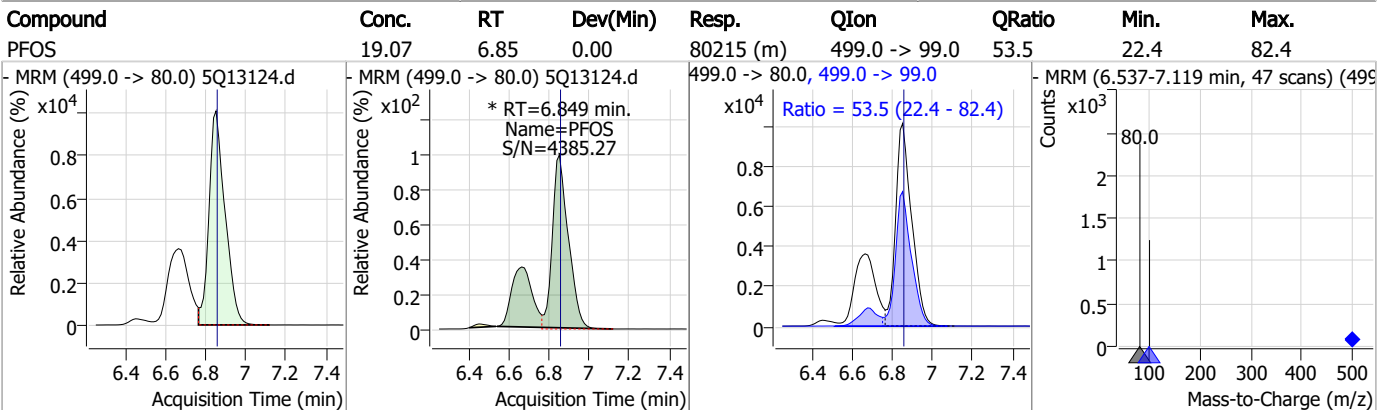 Compound Conc. RT Dev(Min) Resp. QIon QRatio Min. Max.
PFOS 19.07 6.85 0.00 80215 (m) 499.0 -> 99.0 53.5 22.4 82.4
- MRM (499.0 -> 80.0) 5Q13124.d
x10⁴
Relative Abundance (%)
0.8
0.6
0.4
0.2
0
6.4 6.6 6.8 7 7.2 7.4
Acquisition Time (min)
- MRM (499.0 -> 80.0) 5Q13124.d
x10²
* RT=6.849 min.
Name=PFOS
S/N=4385.27
Relative Abundance (%)
1
0.8
0.6
0.4
0.2
0
6.4 6.6 6.8 7 7.2 7.4
Acquisition Time (min)
499.0 -> 80.0, 499.0 -> 99.0
x10⁴
Ratio = 53.5 (22.4 - 82.4)
0.8
0.6
0.4
0.2
0
6.4 6.6 6.8 7 7.2 7.4
Acquisition Time (min)
- MRM (6.537-7.119 min, 47 scans) (499
x10³
Counts
80.0
2
1.5
1
0.5
0
100 200 300 400 500
Mass-to-Charge (m/z)